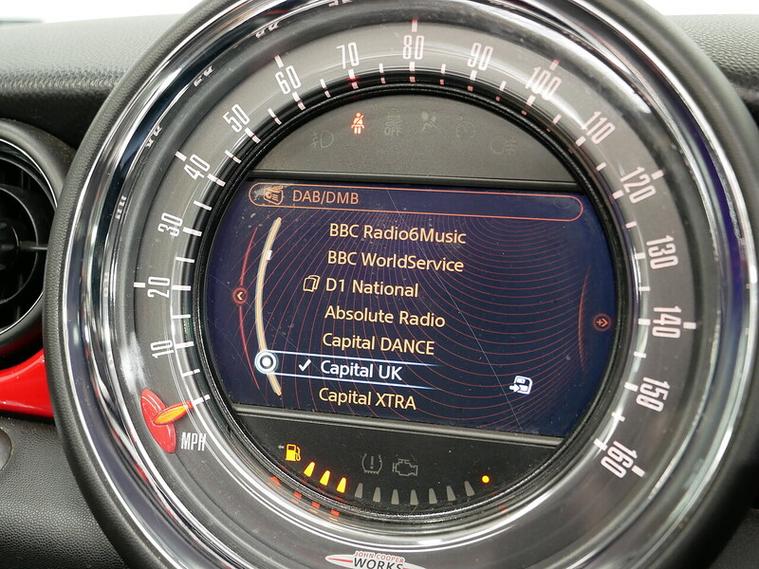 10
20
30
40
50
60
70
80
90
100
110
120
130
140
150
160
MPH
OFF
DAB/DMB
BBC Radio6Music
BBC WorldService
D1 National
Absolute Radio
Capital DANCE
Capital UK
Capital XTRA
JOHN COOPER
WORKS